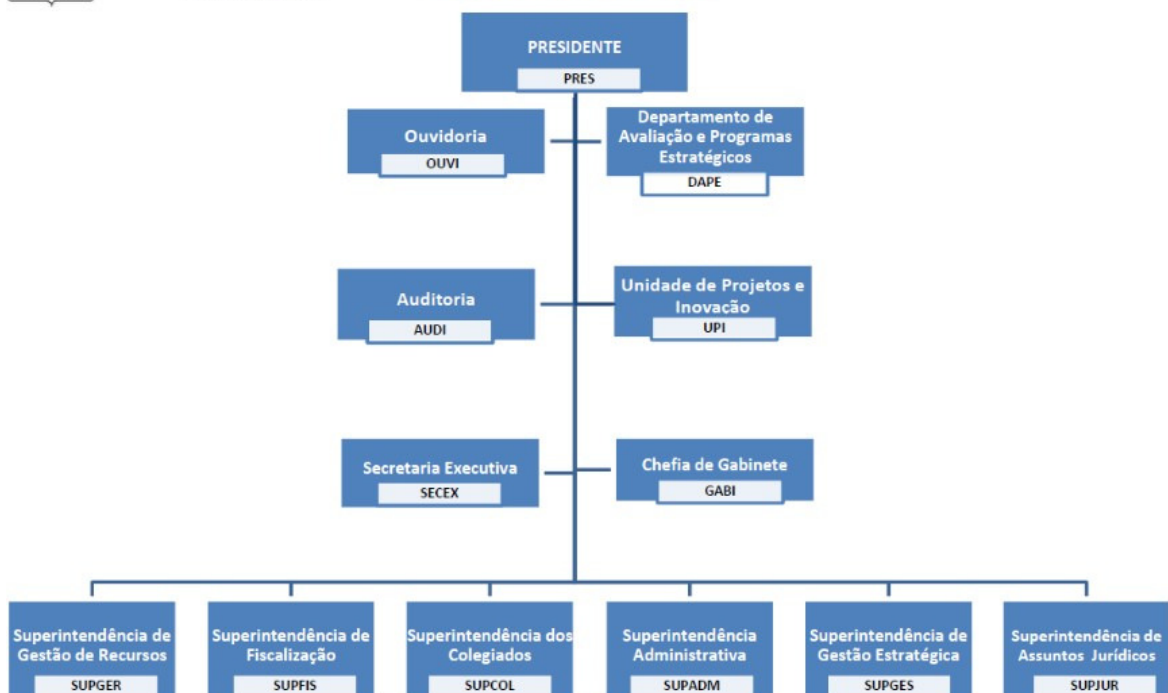 PRESIDENTE
PRES
Ouvidoria
OUVI
Departamento de
Avaliação e Programas
Estratégicos
DAPE
Auditoria
AUDI
Unidade de Projetos e
Inovação
UPI
Secretaria Executiva
SECEX
Chefia de Gabinete
GABI
Superintendência de
Gestão de Recursos
SUPGER
Superintendência de
Fiscalização
SUPFIS
Superintendência dos
Colegiados
SUPCOL
Superintendência
Administrativa
SUPADM
Superintendência de
Gestão Estratégica
SUPGES
Superintendência de
Assuntos Jurídicos
SUPJUR